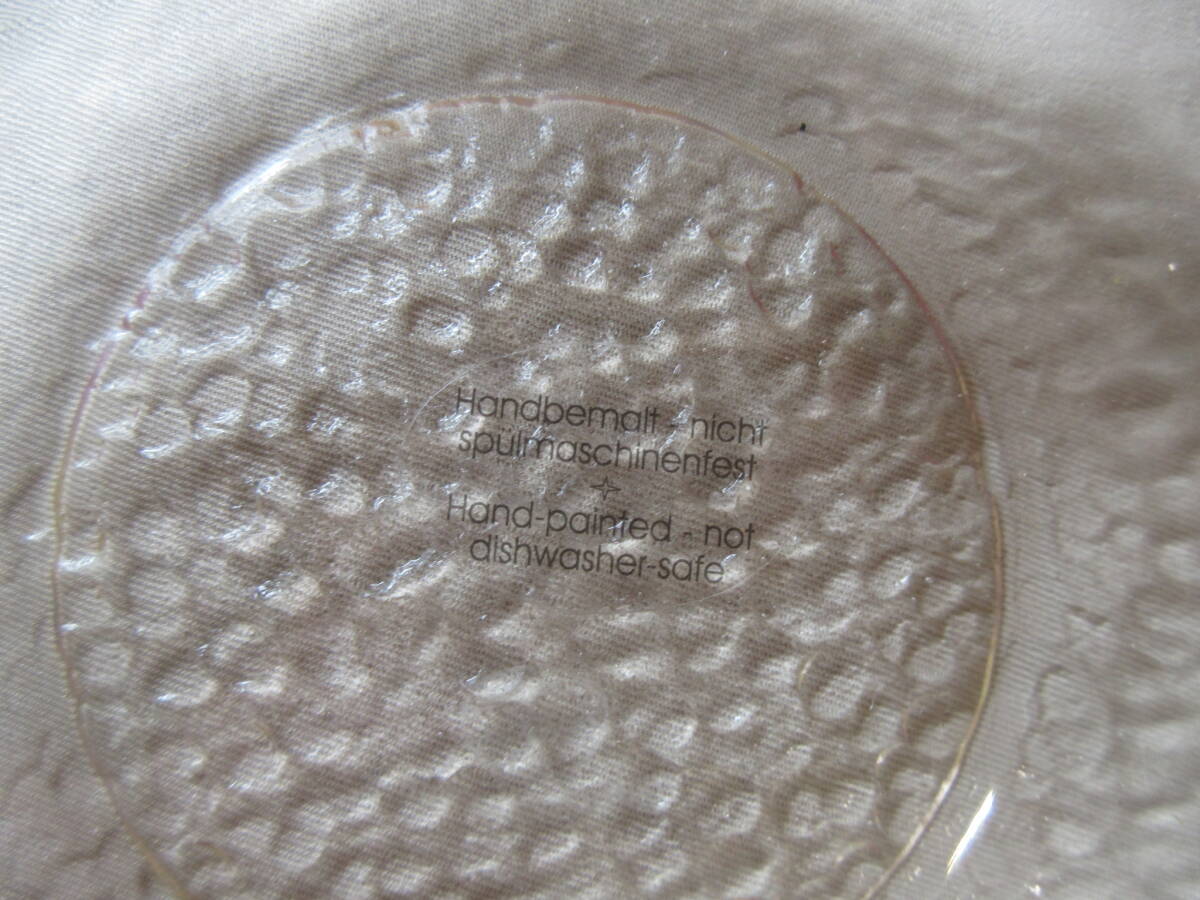 Handbemalt - nicht
spülmaschinenfest
Hand-painted - not
dishwasher-safe